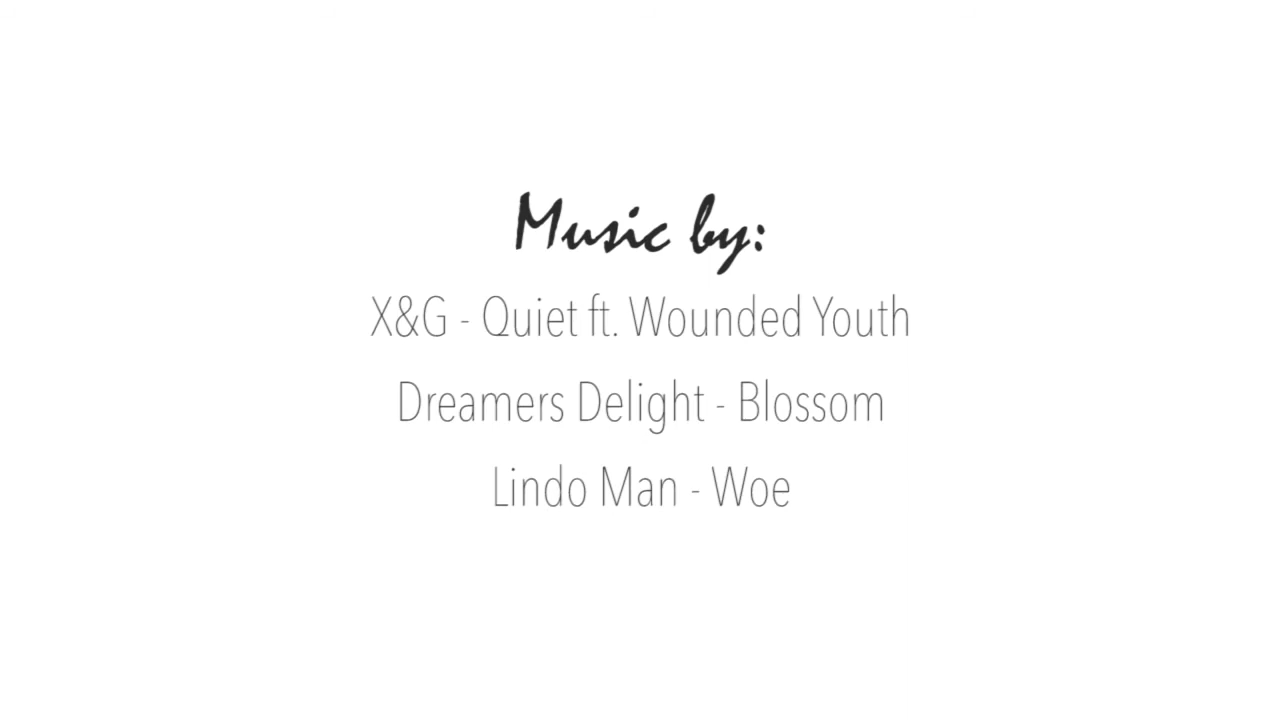 Music by:
X&G - Quiet ft. Wounded Youth
Dreamers Delight - Blossom
Lindo Man - Woe